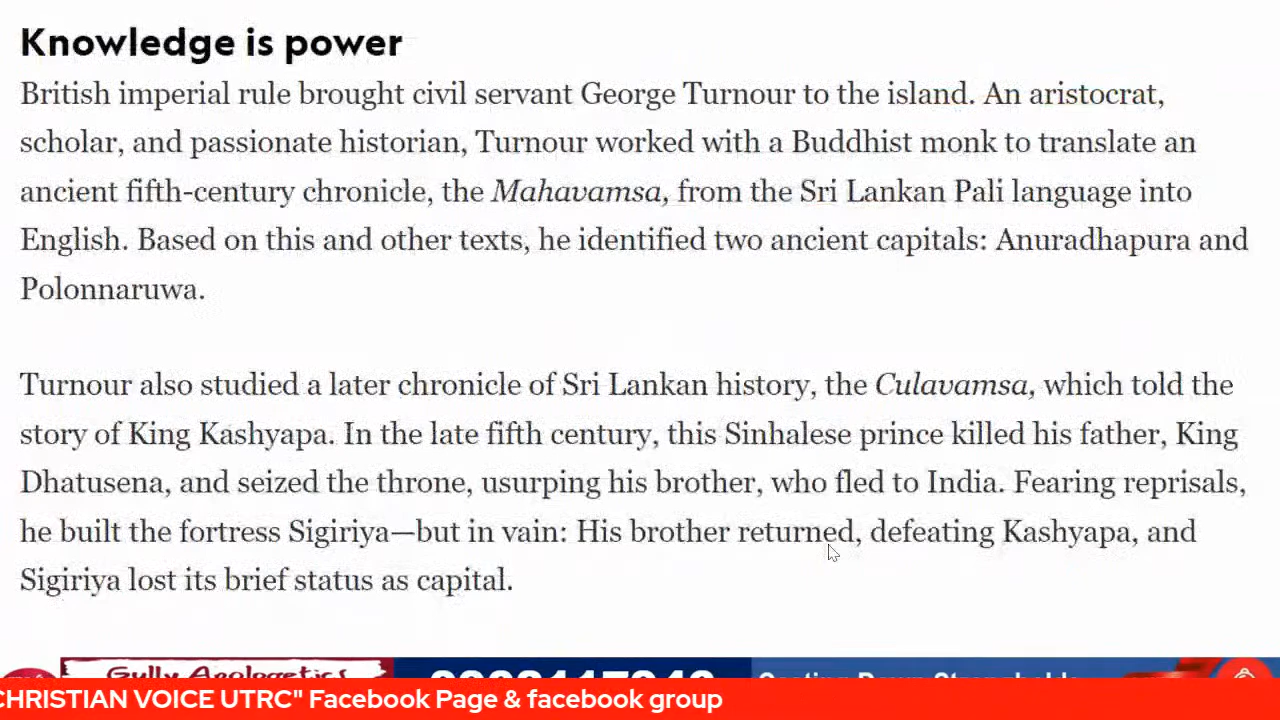 Knowledge is power
British imperial rule brought civil servant George Turnour to the island. An aristocrat,
scholar, and passionate historian, Turnour worked with a Buddhist monk to translate an
ancient fifth-century chronicle, the Mahavamsa, from the Sri Lankan Pali language into
English. Based on this and other texts, he identified two ancient capitals: Anuradhapura and
Polonnaruwa.
Turnour also studied a later chronicle of Sri Lankan history, the Culavamsa, which told the
story of King Kashyapa. In the late fifth century, this Sinhalese prince killed his father, King
Dhatusena, and seized the throne, usurping his brother, who fled to India. Fearing reprisals,
he built the fortress Sigiriya—but in vain: His brother returned, defeating Kashyapa, and
Sigiriya lost its brief status as capital.
Gully Apologetics
CHRISTIAN VOICE UTRC" Facebook Page & facebook group